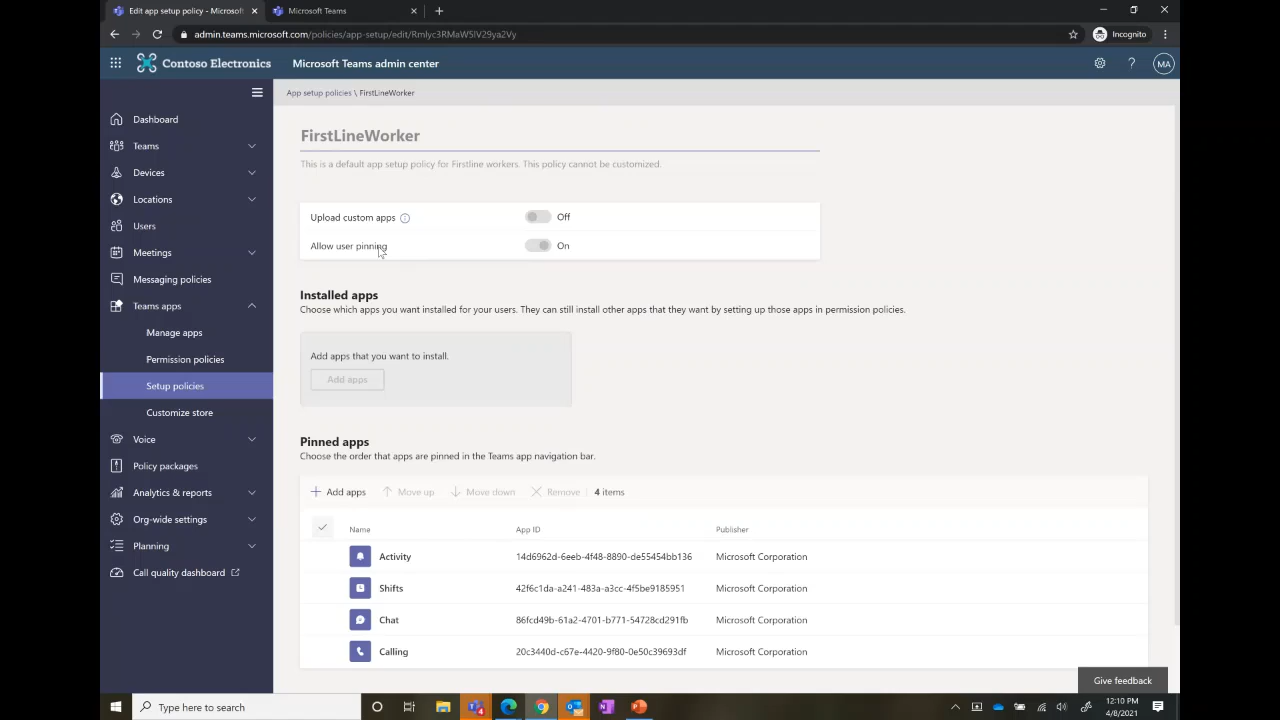 Edit app setup policy - Microsoft
Microsoft Teams
admin.teams.microsoft.com/policies/app-setup/edit/
Incognito
Contoso Electronics
Microsoft Teams admin center
MA
App setup policies \ FirstLineWorker
Dashboard
Teams
Devices
Locations
Users
Meetings
Messaging policies
Teams apps
Manage apps
Permission policies
Setup policies
Customize store
Voice
Policy packages
Analytics & reports
Org-wide settings
Planning
Call quality dashboard
FirstLineWorker
This is a default app setup policy for Firstline workers. This policy cannot be customized.
Upload custom apps Off
Allow user pinning On
Installed apps
Choose which apps you want installed for your users. They can still install other apps that they want by setting up those apps in permission policies.
Add apps that you want to install.
Add apps
Pinned apps
Choose the order that apps are pinned in the Teams app navigation bar.
Add apps Move up Move down Remove 4 items
Name App ID Publisher
Activity 14d6962d-6eeb-4f48-8890-de55454bb136 Microsoft Corporation
Shifts 42f6c1da-a241-483a-a3cc-4f5be9185951 Microsoft Corporation
Chat 86fcd49b-61a2-4701-b771-54728cd291fb Microsoft Corporation
Calling 20c3440d-c67e-4420-9f80-0e50c39693df Microsoft Corporation
Give feedback
Type here to search
4
12:10 PM
4/8/2021